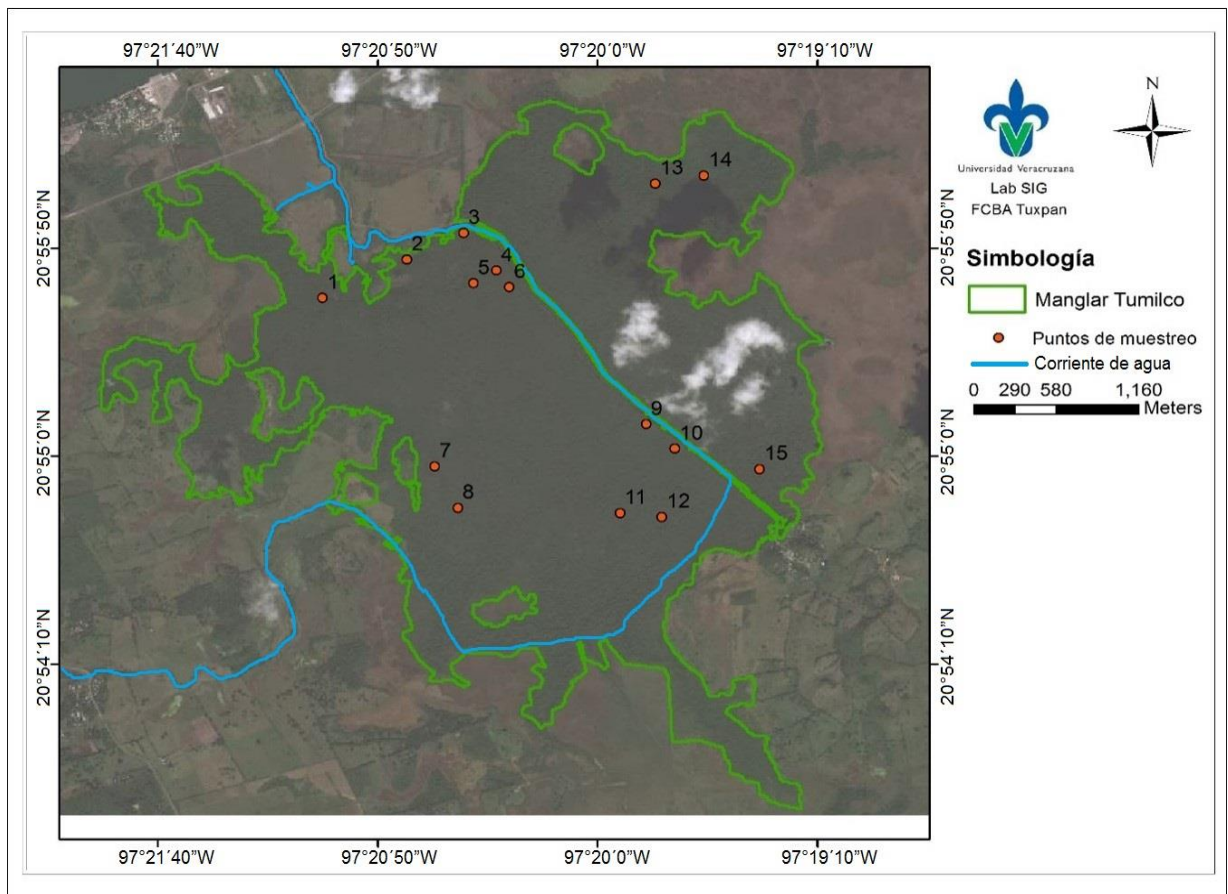 97°21´40”W 97°20´50”W 97°20´0”W 97°19´10”W
N
Universidad Veracruzana
Lab SIG
FCBA Tuxpan
13 14
20°55´50”N 20°55´50”N
3
2
4
5 6
1
Simbología
Manglar Tumilco
Puntos de muestreo
Corriente de agua
0 290 580 1,160
Meters
9
10
20°55´0”N 20°55´0”N
7 15
8
11 12
20°54´10”N 20°54´10”N
97°21´40”W 97°20´50”W 97°20´0”W 97°19´10”W